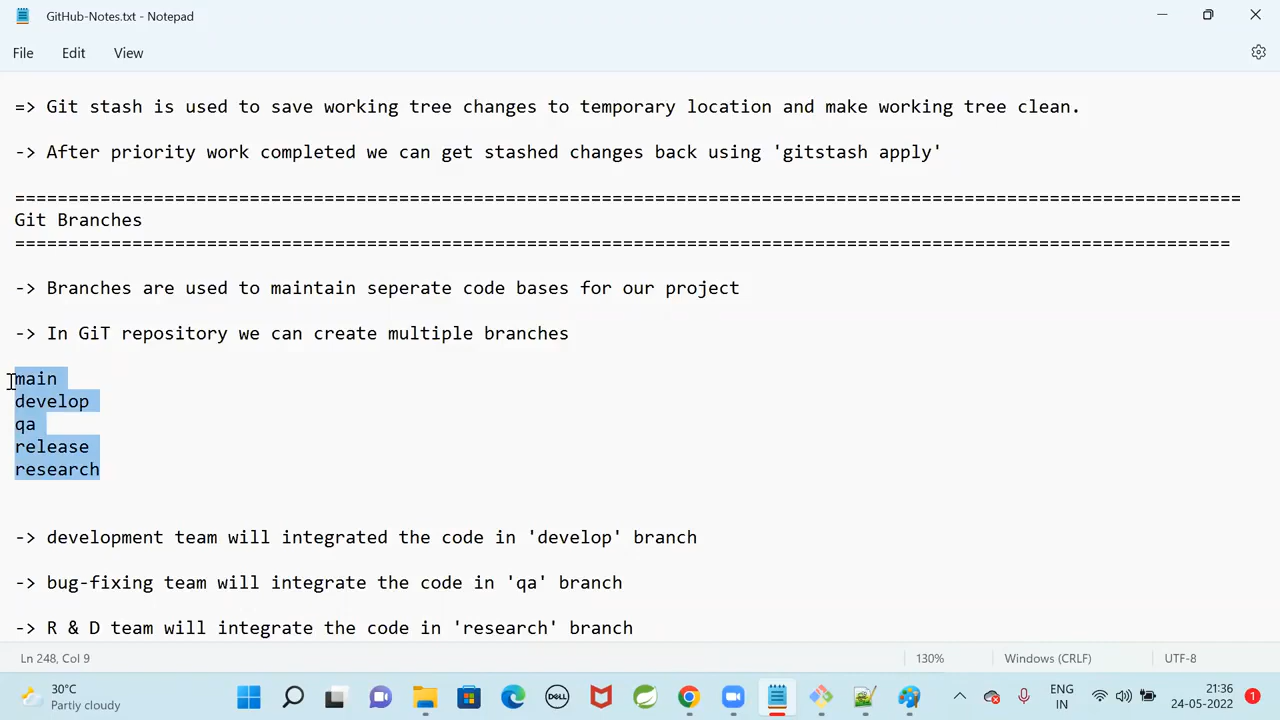 GitHub-Notes.txt - Notepad
File Edit View
=> Git stash is used to save working tree changes to temporary location and make working tree clean.
-> After priority work completed we can get stashed changes back using 'gitstash apply'
===================================================================================================================
Git Branches
==================================================================================================================
-> Branches are used to maintain seperate code bases for our project
-> In GiT repository we can create multiple branches
main
develop
qa
release
research
-> development team will integrated the code in 'develop' branch
-> bug-fixing team will integrate the code in 'qa' branch
-> R & D team will integrate the code in 'research' branch
Ln 248, Col 9 130% Windows (CRLF) UTF-8
30°C
Partly cloudy
DELL
ENG
IN
21:36
24-05-2022
1